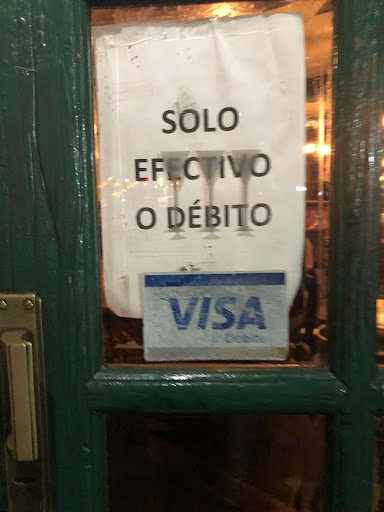 SOLO
EFECTIVO
O DÉBITO
VISA
Débito